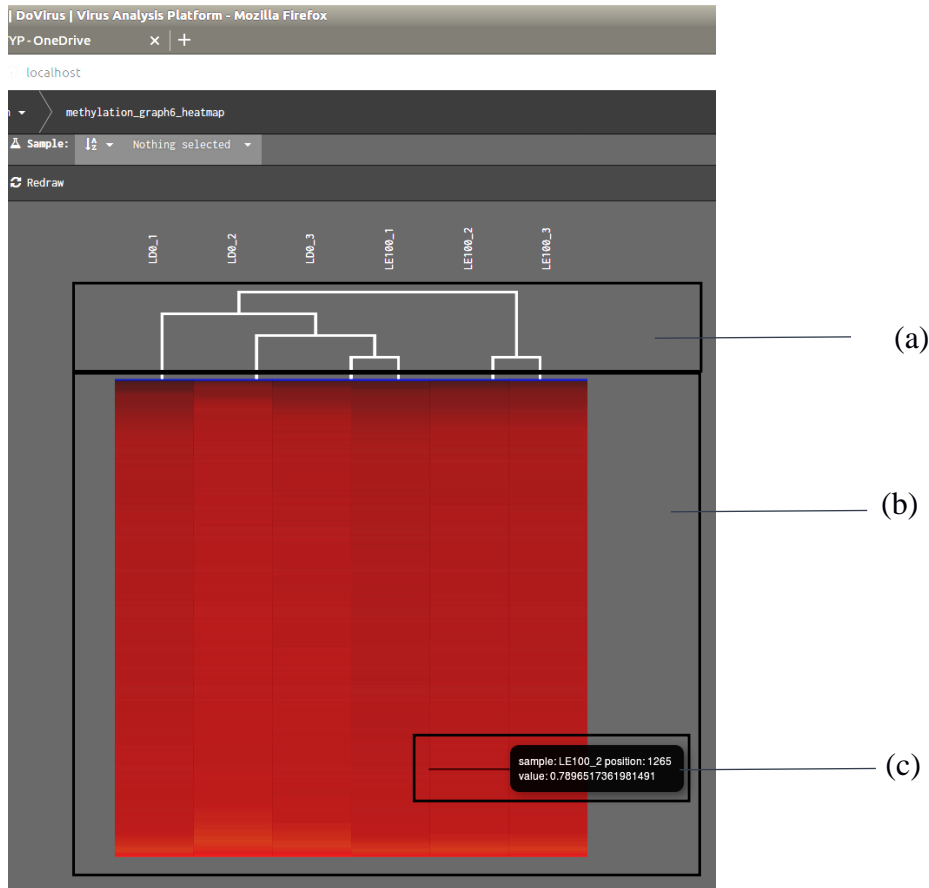 | DoVirus | Virus Analysis Platform - Mozilla Firefox
YP - OneDrive × +
localhost
methylation_graph6_heatmap
Sample: Nothing selected
Redraw
LD0_1 LD0_2 LD0_3 LE100_1 LE100_2 LE100_3
(a)
(b)
sample: LE100_2 position: 1265
value: 0.7896517361981491
(c)